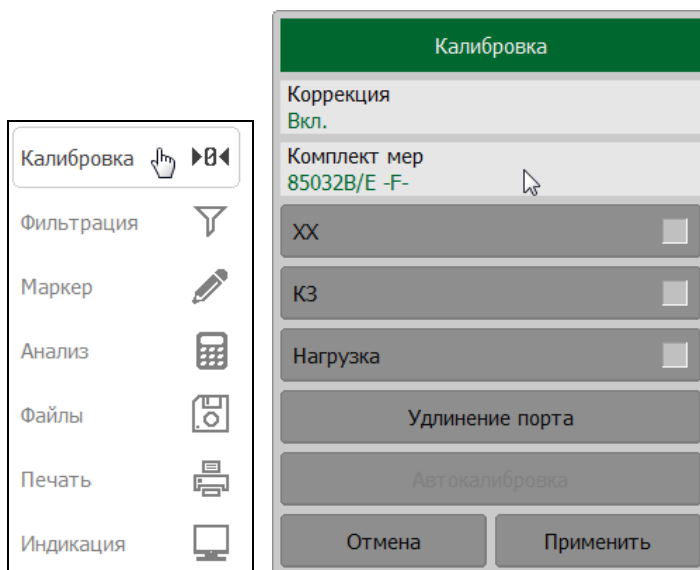 Калибровка
Фильтрация
Маркер
Анализ
Файлы
Печать
Индикация
Калибровка
Коррекция
Вкл.
Комплект мер
85032B/E -F-
ХХ
КЗ
Нагрузка
Удлинение порта
Автокалибровка
Отмена
Применить